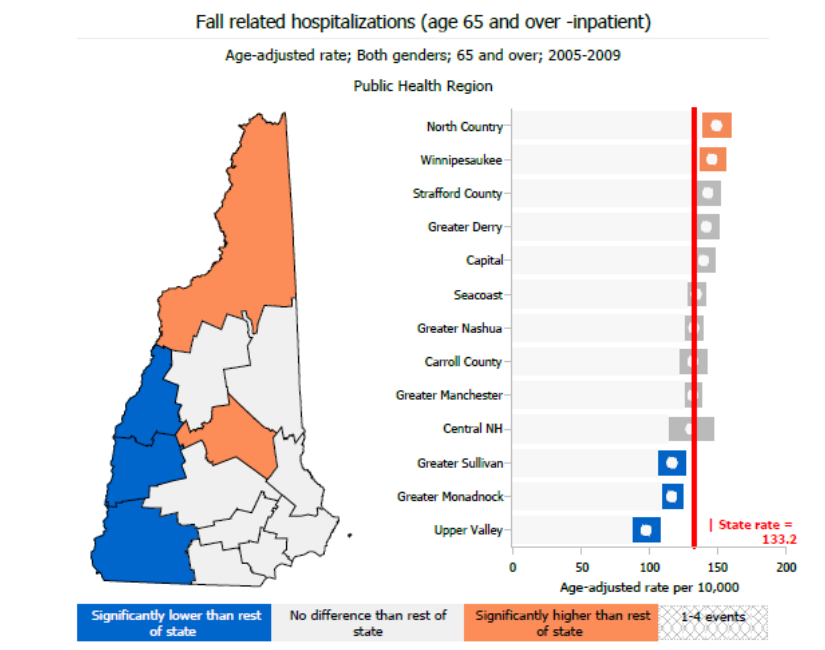 Fall related hospitalizations (age 65 and over -inpatient)
Age-adjusted rate; Both genders; 65 and over; 2005-2009
Public Health Region
North Country
Winnipesaukee
Strafford County
Greater Derry
Capital
Seacoast
Greater Nashua
Carroll County
Greater Manchester
Central NH
Greater Sullivan
Greater Monadnock
Upper Valley
| State rate =
133.2
0 50 100 150 200
Age-adjusted rate per 10,000
Significantly lower than rest
of state
No difference than rest of
state
Significantly higher than rest
of state
1-4 events